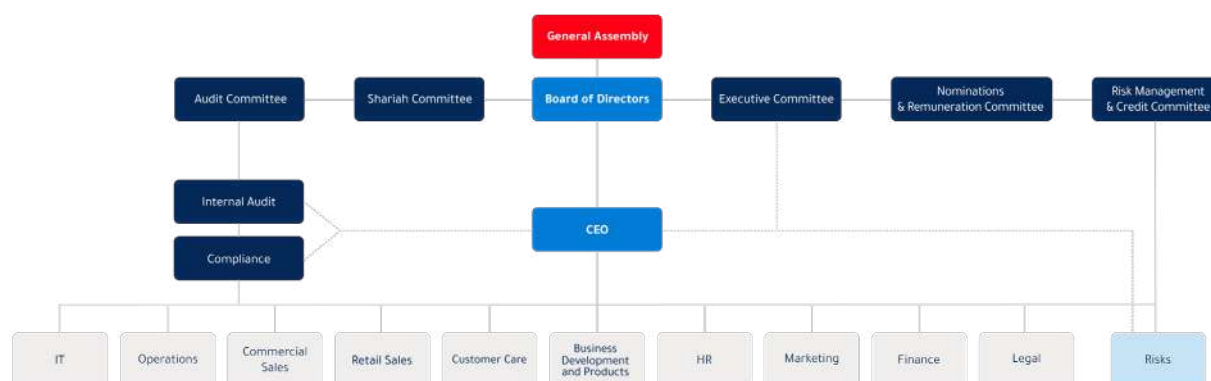 General Assembly
Audit Committee
Shariah Committee
Board of Directors
Executive Committee
Nominations
& Remuneration Committee
Risk Management
& Credit Committee
Internal Audit
CEO
Compliance
IT
Operations
Commercial
Sales
Retail Sales
Customer Care
Business
Development
and Products
HR
Marketing
Finance
Legal
Risks